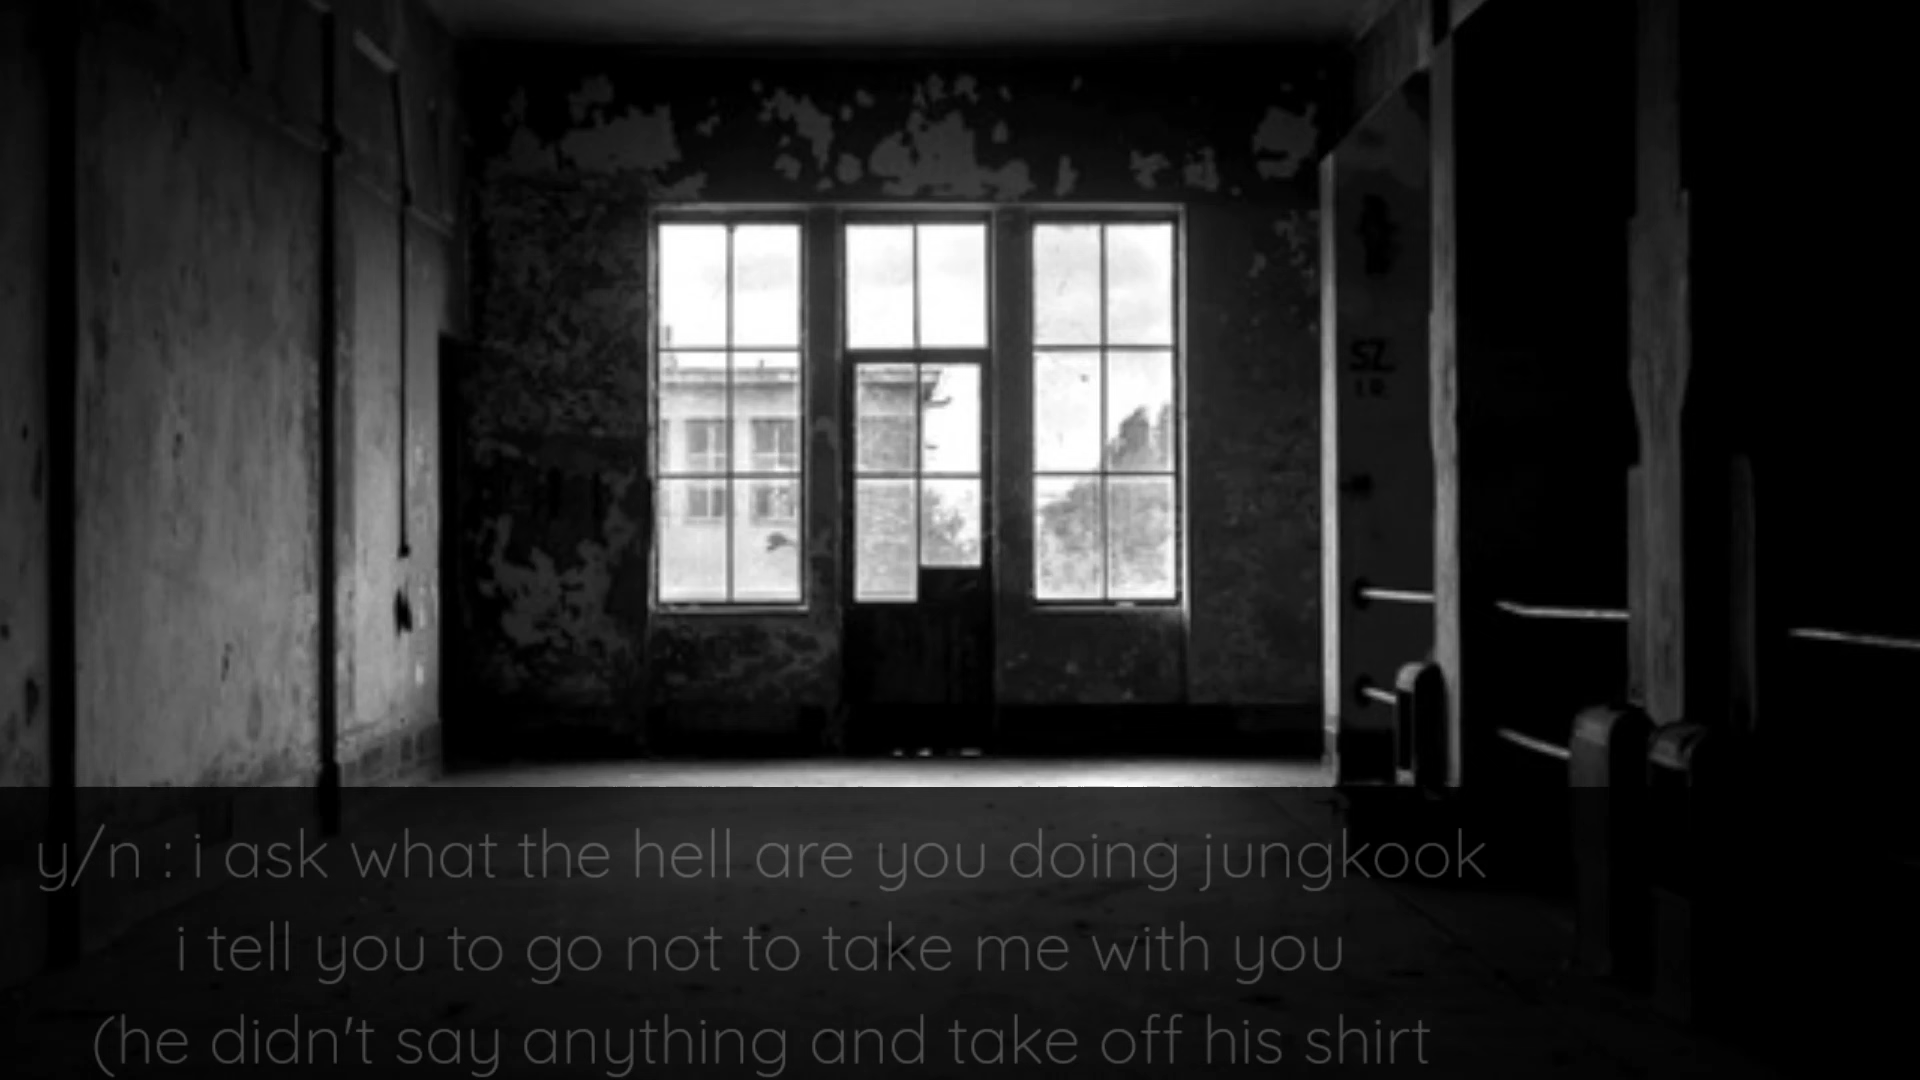 SZ
y/n : i ask what the hell are you doing jungkook
i tell you to go not to take me with you
(he didn't say anything and take off his shirt